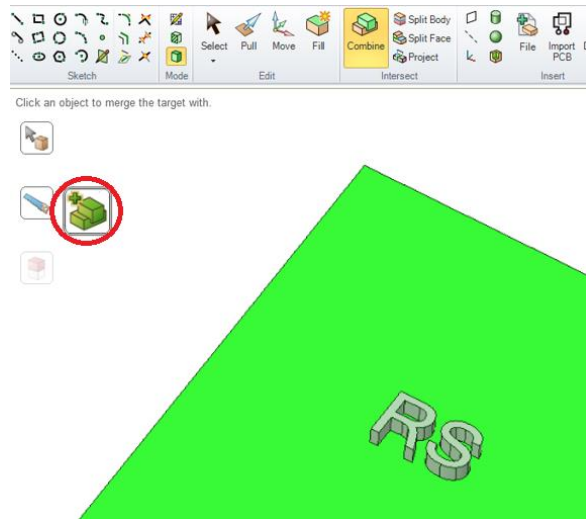 Select
Pull
Move
Fill
Combine
Split Body
Split Face
Project
File
Import
PCB
Sketch
Mode
Edit
Intersect
Insert
Click an object to merge the target with.
RS